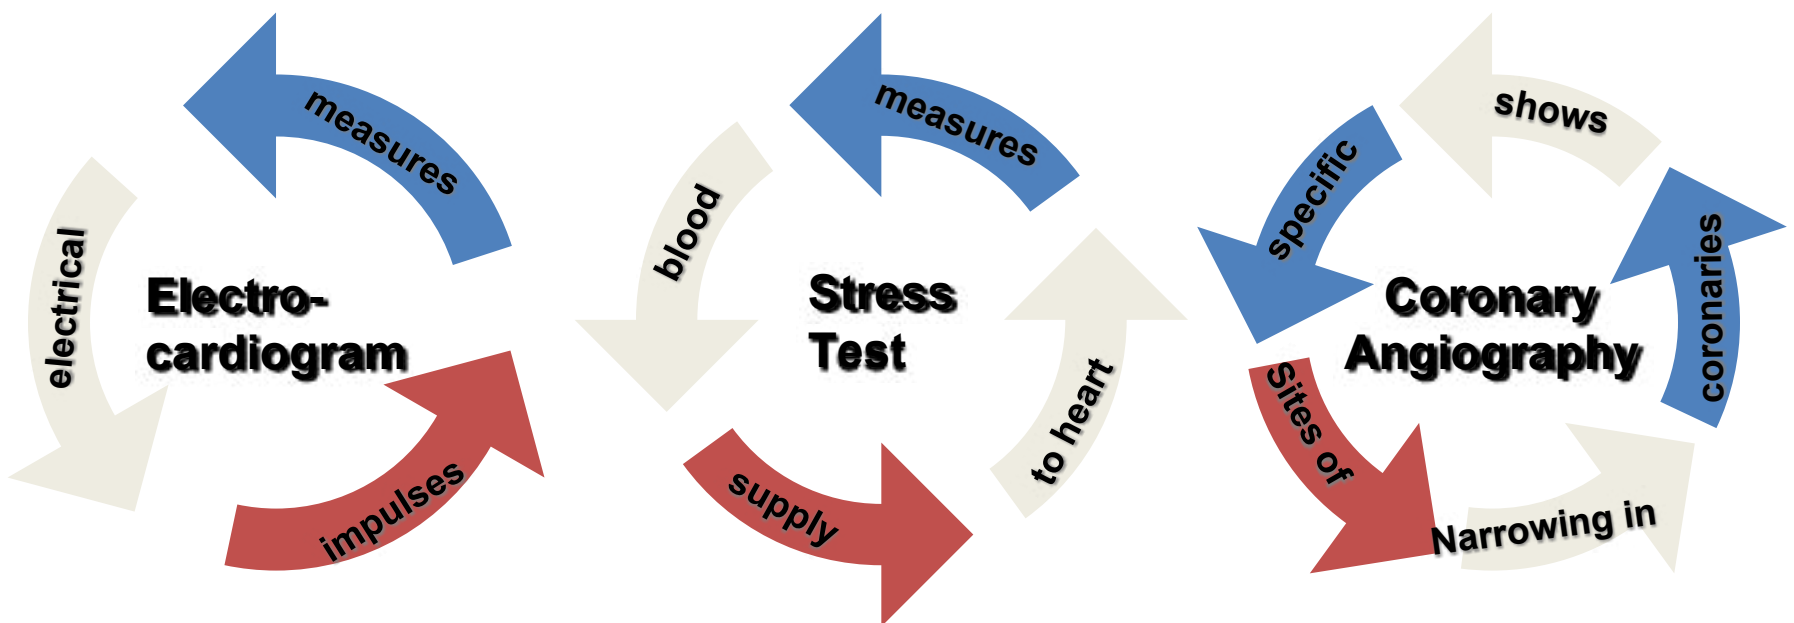 Electro-
cardiogram
measures
electrical
impulses
Stress
Test
measures
blood
supply
to heart
Coronary
Angiography
shows
specific
Sites of
Narrowing in
coronaries